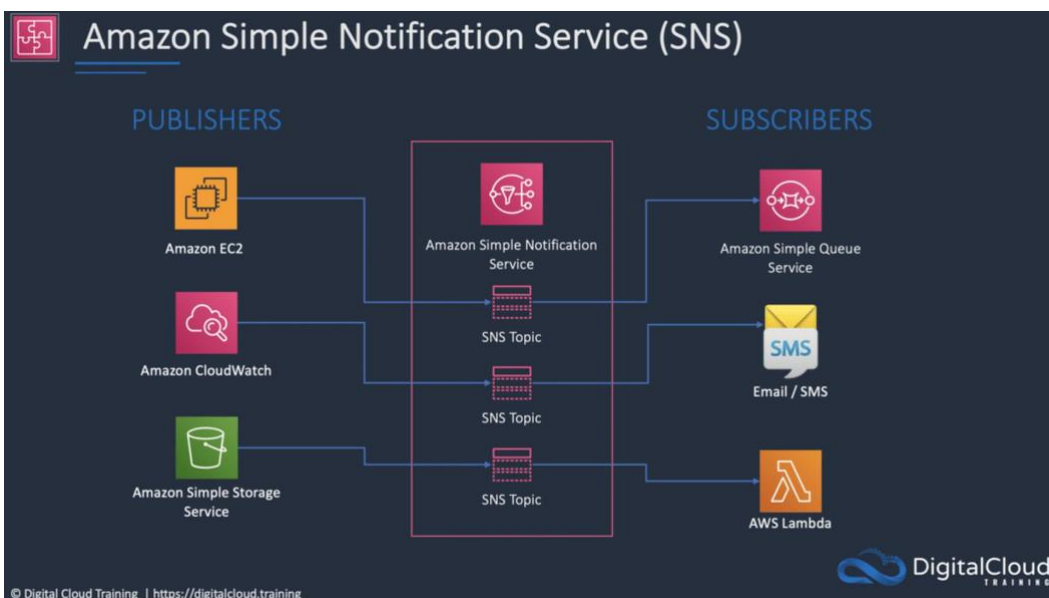 Amazon Simple Notification Service (SNS)
PUBLISHERS
SUBSCRIBERS
Amazon EC2
Amazon Simple Notification
Service
Amazon Simple Queue
Service
SNS Topic
Amazon CloudWatch
SNS Topic
SMS
Email / SMS
Amazon Simple Storage
Service
SNS Topic
AWS Lambda
DigitalCloud
TRAINING
© Digital Cloud Training | https://digitalcloud.training